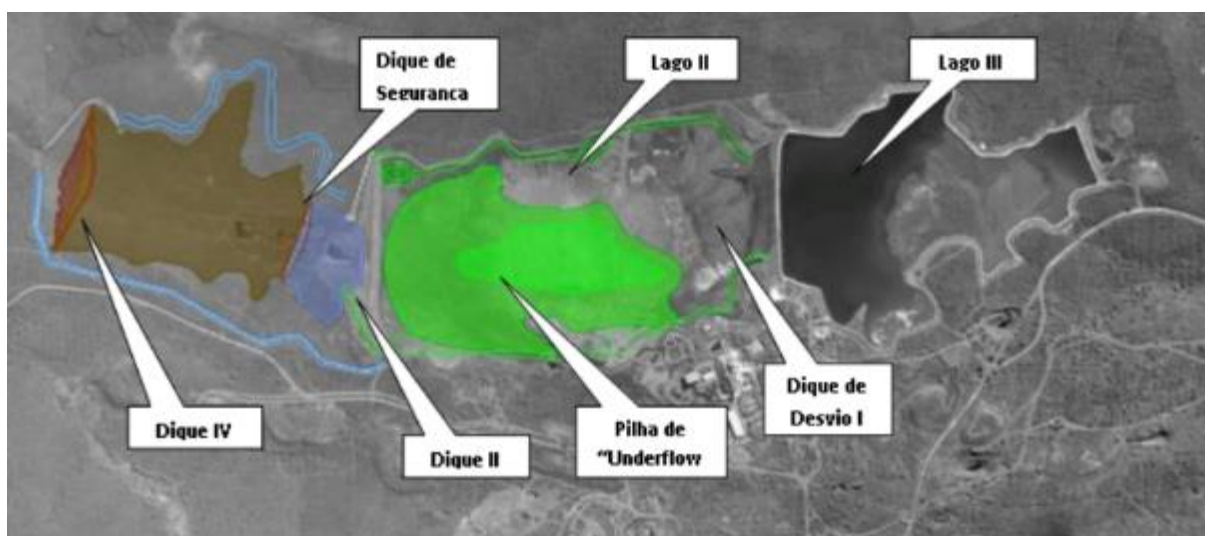 Dique de
Seguranca
Lago II
Lago III
Dique IV
Dique II
Pilha de
“Underflow
Dique de
Desvio I